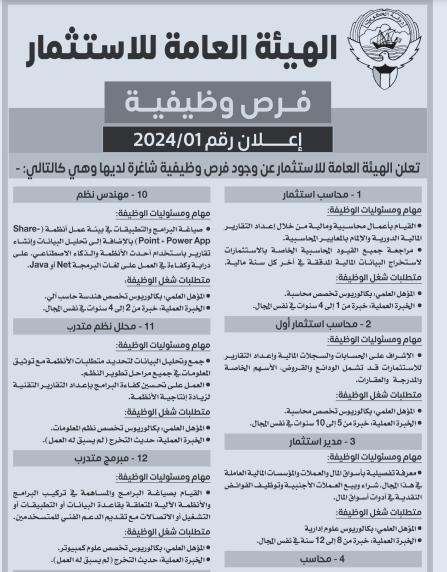 الهيئة العامة للاستثمار
فرص وظيفية
إعلان رقم 2024/01
تعلن الهيئة العامة للاستثمار عن وجود فرص وظيفية شاغرة لديها وهي كالتالي: -
1 - محاسب استثمار
مهام ومسئوليات الوظيفة:
• القيام بأعمال محاسبية ومالية من خلال إعداد التقارير
المالية الدورية والإلمام بالمعايير المحاسبية.
• مراجعة جميع القيود المحاسبية الخاصة بالاستثمارات
لاستخراج البيانات المالية المدققة في آخر كل سنة مالية.
متطلبات شغل الوظيفة:
• المؤهل العلمي: بكالوريوس تخصص محاسبة.
• الخبرة العملية: خبرة من 1 إلى 4 سنوات في نفس المجال.
2 - محاسب استثمار أول
مهام ومسئوليات الوظيفة:
• الاشراف على الحسابات والسجلات المالية وإعداد التقارير
للاستثمارات قد تشمل الودائع والقروض، الأسهم الخاصة
والمدرجة والعقارات.
متطلبات شغل الوظيفة:
• المؤهل العلمي: بكالوريوس تخصص محاسبة.
• الخبرة العملية: خبرة من 5 إلى 10 سنوات في نفس المجال.
3 - مدير استثمار
مهام ومسئوليات الوظيفة:
• معرفة تفصيلية بأسواق المال والعملات والمؤسسات المالية العاملة
في هذا المجال. شراء وبيع العملات الأجنبية وتوظيف الفوائض
النقدية في أدوات أسواق المال.
متطلبات شغل الوظيفة:
• المؤهل العلمي: بكالوريوس علوم إدارية
• الخبرة العملية: خبرة من 8 إلى 12 سنة في نفس المجال.
4 - محاسب
10 - مهندس نظم
مهام ومسئوليات الوظيفة:
• صياغة البرامج والتطبيقات في بيئة عمل أنظمة (Share-
Point + Power App) بالإضافة إلى تحليل البيانات وإنشاء
تقارير باستخدام أحدث الأنظمة والذكاء الاصطناعي. على
دراية وكفاءة في العمل على لغات البرمجة Net أو Java.
متطلبات شغل الوظيفة:
• المؤهل العلمي: بكالوريوس تخصص هندسة حاسب آلي.
• الخبرة العملية: خبرة من 2 إلى 4 سنوات في نفس المجال.
11 - محلل نظم متدرب
مهام ومسئوليات الوظيفة:
• جمع وتحليل البيانات لتحديد متطلبات الأنظمة مع توثيق
المعلومات في جميع مراحل تطوير النظم.
• العمل على تحسين كفاءة البرامج بإعداد التقارير التقنية
لزيادة إنتاجية الأنظمة.
متطلبات شغل الوظيفة:
• المؤهل العلمي: بكالوريوس تخصص نظم المعلومات.
• الخبرة العملية: حديث التخرج (لم يسبق له العمل).
12 - مبرمج متدرب
مهام ومسئوليات الوظيفة:
• القيام بصياغة البرامج والمساهمة في تركيب البرامج
والأنظمة الآلية المتعلقة بقاعدة البيانات أو التطبيقات أو
التشغيل أو الاتصالات مع تقديم الدعم الفني للمستخدمين.
متطلبات شغل الوظيفة:
• المؤهل العلمي: بكالوريوس تخصص علوم كمبيوتر.
• الخبرة العملية: حديث التخرج (لم يسبق له العمل).